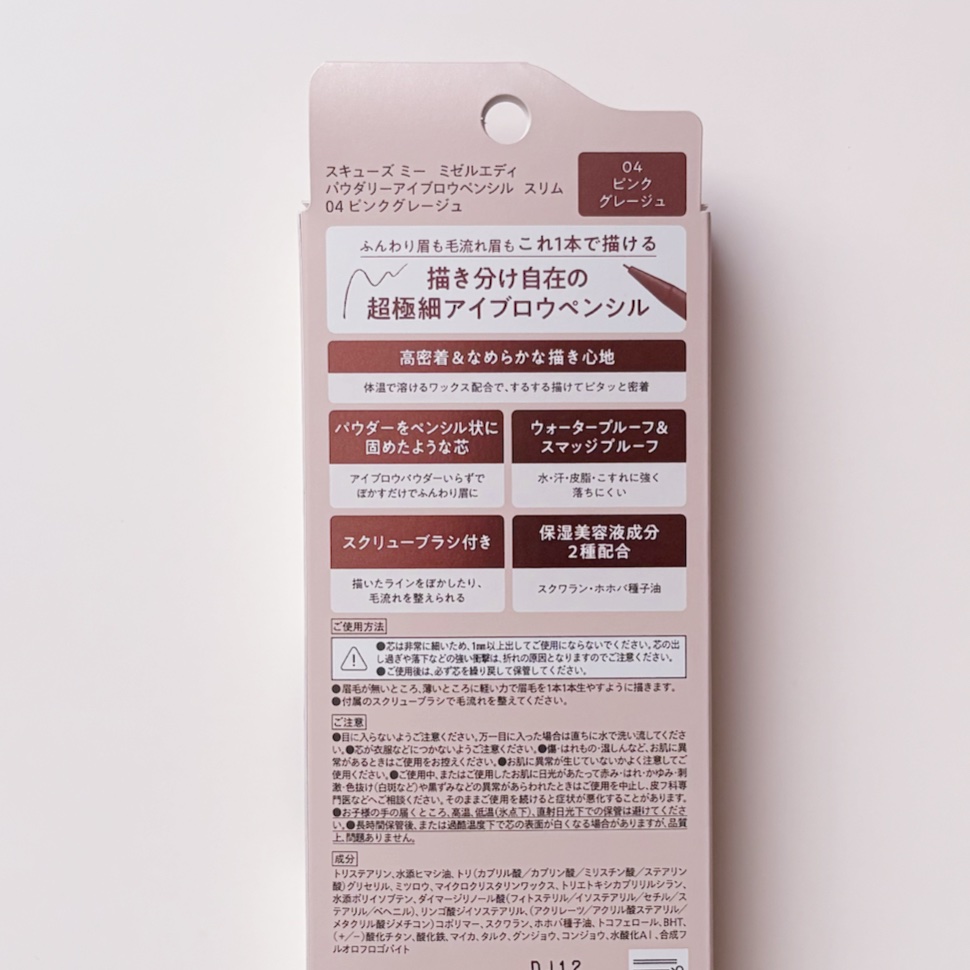 スキューズ ミー ミゼルエディ
パウダリーアイブロウペンシル スリム
04 ピンクグレージュ
04
ピンク
グレージュ
ふんわり眉も毛流れ眉もこれ1本で描ける
描き分け自在の
超極細アイブロウペンシル
高密着＆なめらかな描き心地
体温で溶けるワックス配合で、するする描けてピタッと密着
パウダーをペンシル状に
固めたような芯
アイブロウパウダーいらずで
ぼかすだけでふんわり眉に
ウォータープルーフ＆
スマッジプルーフ
水・汗・皮脂・こすれに強く
落ちにくい
スクリューブラシ付き
描いたラインをぼかしたり、
毛流れを整えられる
保湿美容液成分
2種配合
スクワラン・ホホバ種子油
ご使用方法
●芯は非常に細いため、1mm以上出してご使用にならないでください。芯の出
し過ぎや落下などの強い衝撃は、折れの原因となりますのでご注意ください。
●ご使用後は、必ず芯を繰り戻して保管してください。
●眉毛が無いところ、薄いところに軽い力で眉毛を1本1本生やすように描きます。
●付属のスクリューブラシで毛流れを整えてください。
ご注意
●目に入らないようご注意ください。万一目に入った場合は直ちに水で洗い流してくださ
い。●芯が衣服などにつかないようご注意ください。●傷・はれもの・湿しんなど、お肌に異
常があるときはご使用をお控えください。●お肌に異常が生じていないかよく注意してご
使用ください。●ご使用中、またはご使用したお肌に日光があたって赤み・はれ・かゆみ・刺
激・色抜け(白斑など)や黒ずみなどの異常があらわれたときはご使用を中止し、皮フ科専
門医などへご相談ください。そのままご使用を続けると症状が悪化することがあります。
●お子様の手の届くところ、高温、低温(氷点下)、直射日光下での保管は避けてくださ
い。●長時間保管後、または過酷温度下で芯の表面が白くなる場合がありますが、品質
上、問題ありません。
成分
トリステアリン、水添ヒマシ油、トリ(カプリル酸／カプリン酸／ミリスチン酸／ステアリン
酸)グリセリル、ミツロウ、マイクロクリスタリンワックス、トリエトキシカプリリルシラン、
水添ポリイソブテン、ダイマージリノール酸(フィトステリル／イソステアリル／セチル／ス
テアリル／ベヘニル)、リンゴ酸ジイソステアリル、(アクリレーツ／アクリル酸ステアリル／
メタクリル酸ジメチコン)コポリマー、スクワラン、ホホバ種子油、トコフェロール、BHT、
(+/−)酸化チタン、酸化鉄、マイカ、タルク、グンジョウ、コンジョウ、水酸化Al、合成フ
ルオロフロゴパイト